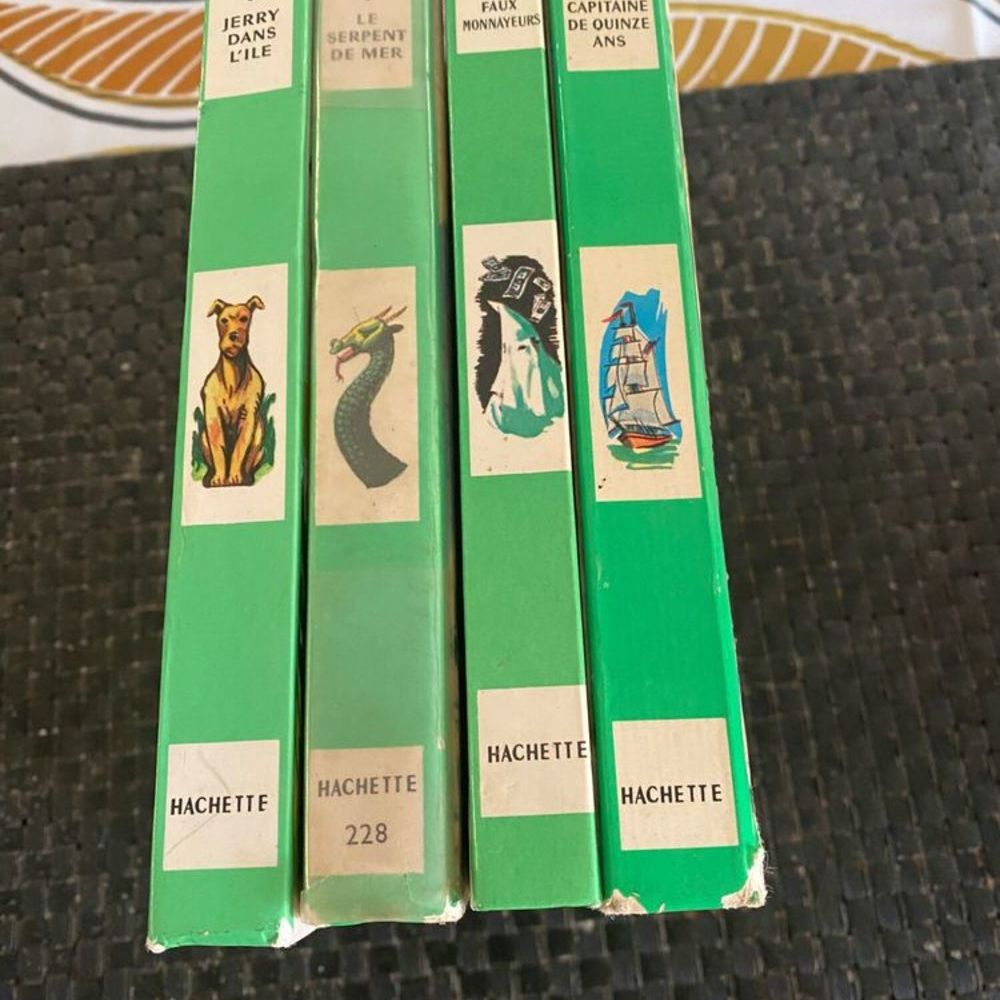 JERRY
DANS
L'ILE
HACHETTE
LE
SERPENT
DE MER
HACHETTE
228
FAUX
MONNAYEURS
HACHETTE
CAPITAINE
DE QUINZE
ANS
HACHETTE